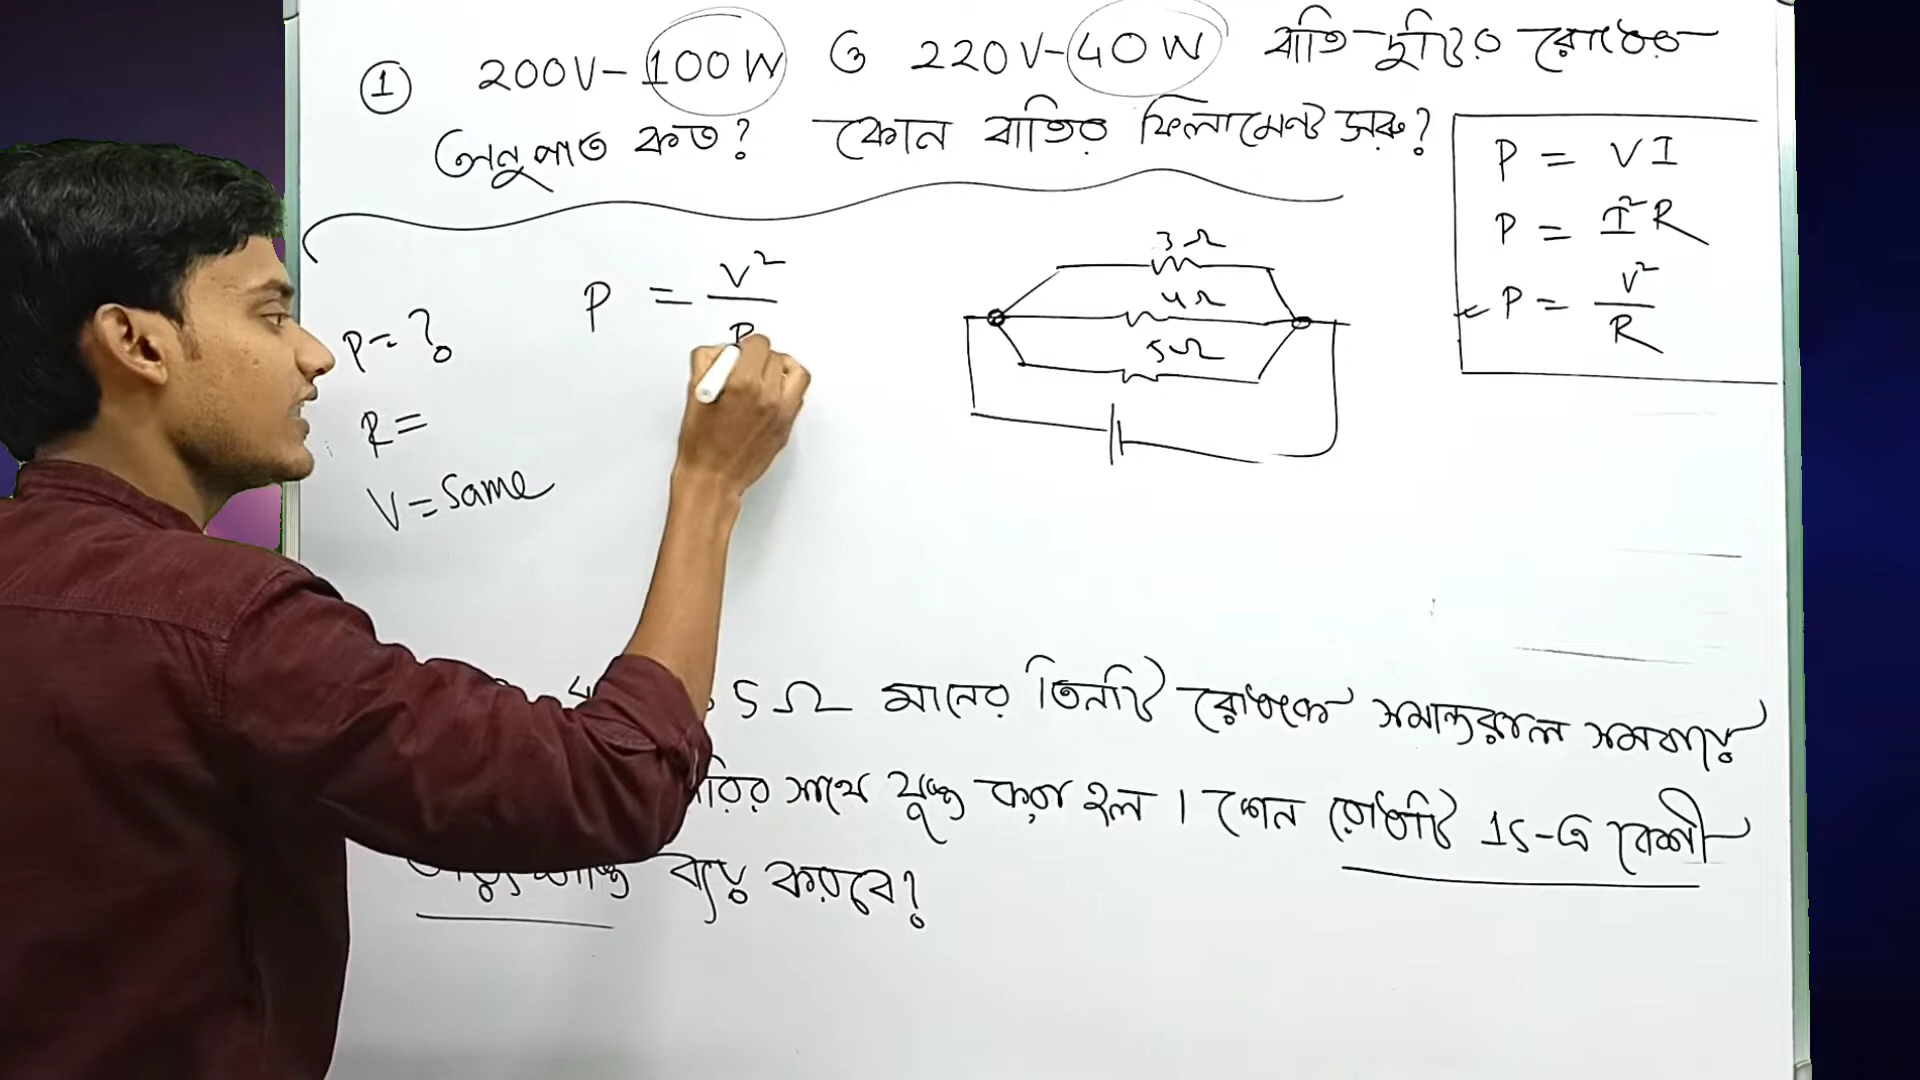 ① 200V-100W ও 220V-40W বাতি দুটির রোধের
অনুপাত কত? কোন বাতির ফিলামেন্ট সরু?
P = VI
P = I²R
P = V²/R
P = V²/R
P = ?
R =
V = Same
3Ω
4Ω
5Ω
5Ω মানের তিনটি রোধকে সমান্তরাল সমবায়ে
সাথে যুক্ত করা হল । কোন রোধটি 1S-এ বেশী
ব্যয় করবে?